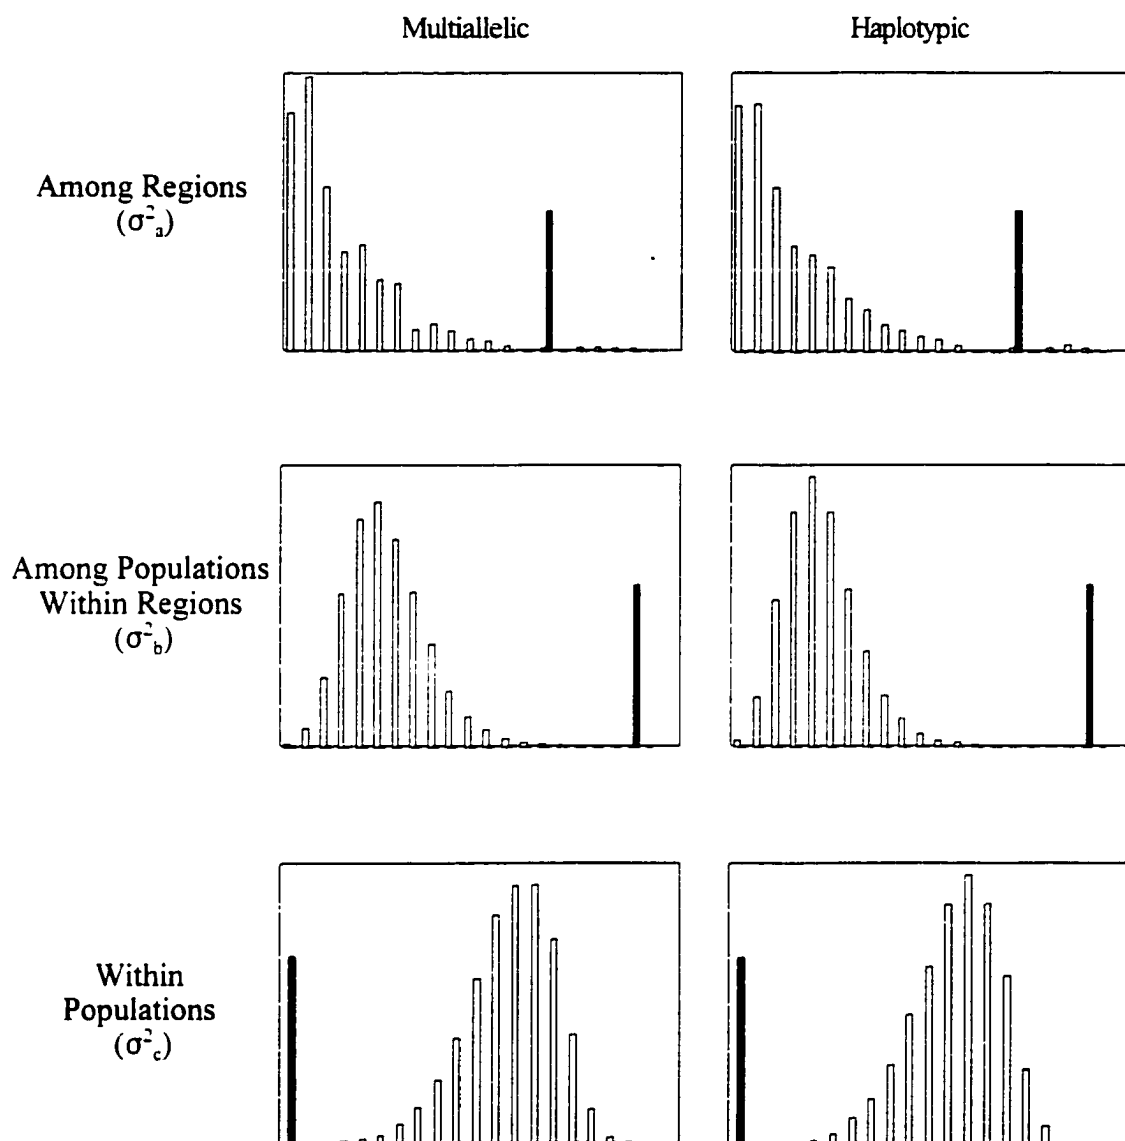 Multiallelic Haplotypic
Among Regions
(σ²ₐ)
Among Populations
Within Regions
(σ²b)
Within
Populations
(σ²c)